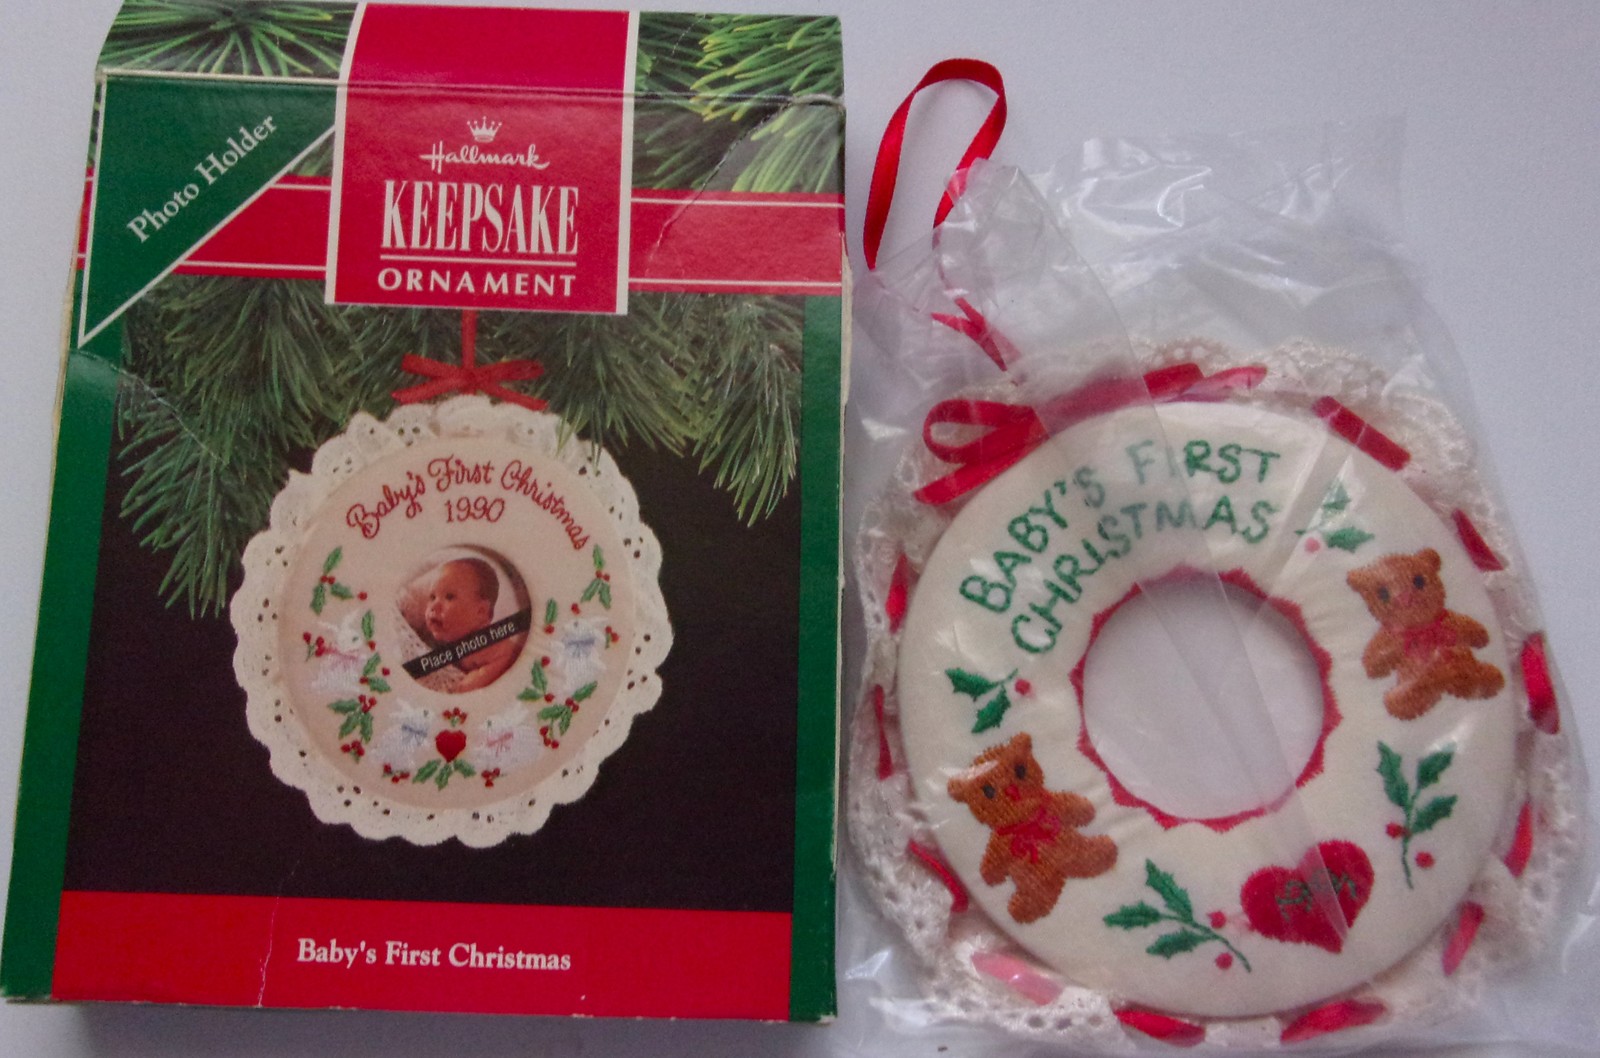 Photo Holder
Hallmark
KEEPSAKE
ORNAMENT
Baby's First Christmas
1990
Place photo here
Baby's First Christmas
BABY'S FIRST
CHRISTMAS